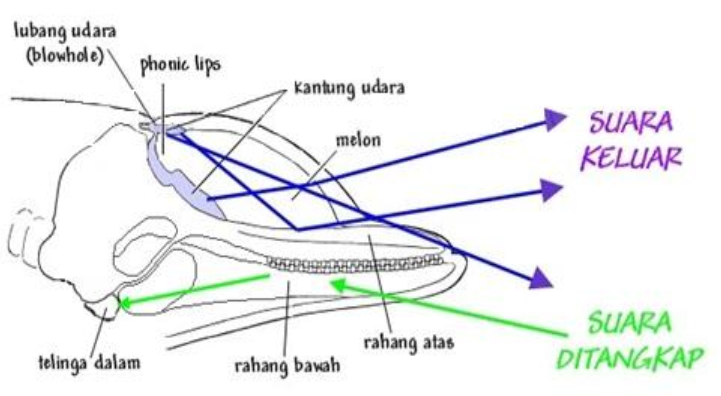 lubang udara
(blowhole)
phonic lips
kantung udara
melon
SUARA
KELUAR
SUARA
DITANGKAP
rahang atas
rahang bawah
telinga dalam